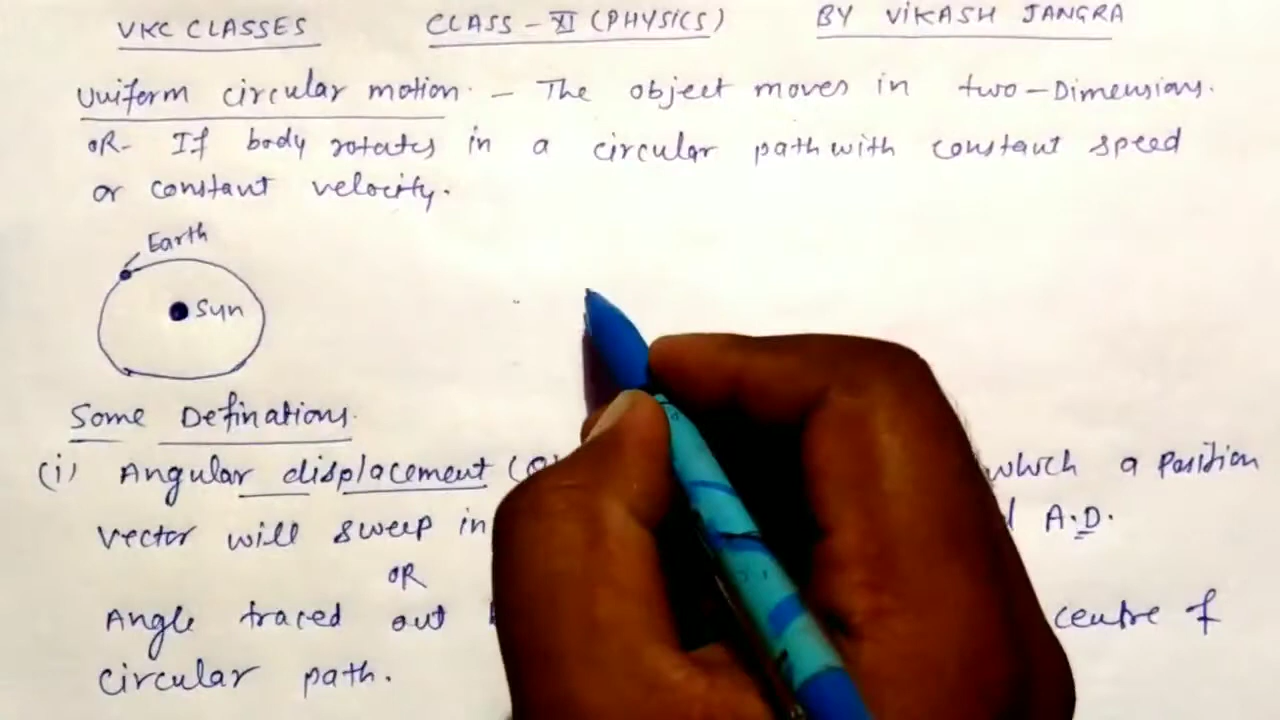 VKC CLASSES CLASS - XI (PHYSICS) BY VIKASH JANGRA
Uniform circular motion. - The object moves in two-Dimensions.
OR- If body rotates in a circular path with constant speed
or constant velocity.
Earth
Sun
Some Definations.
(i) Angular displacement ( which a Position
vector will sweep in A.D.
OR
Angle traced out centre of
circular path.